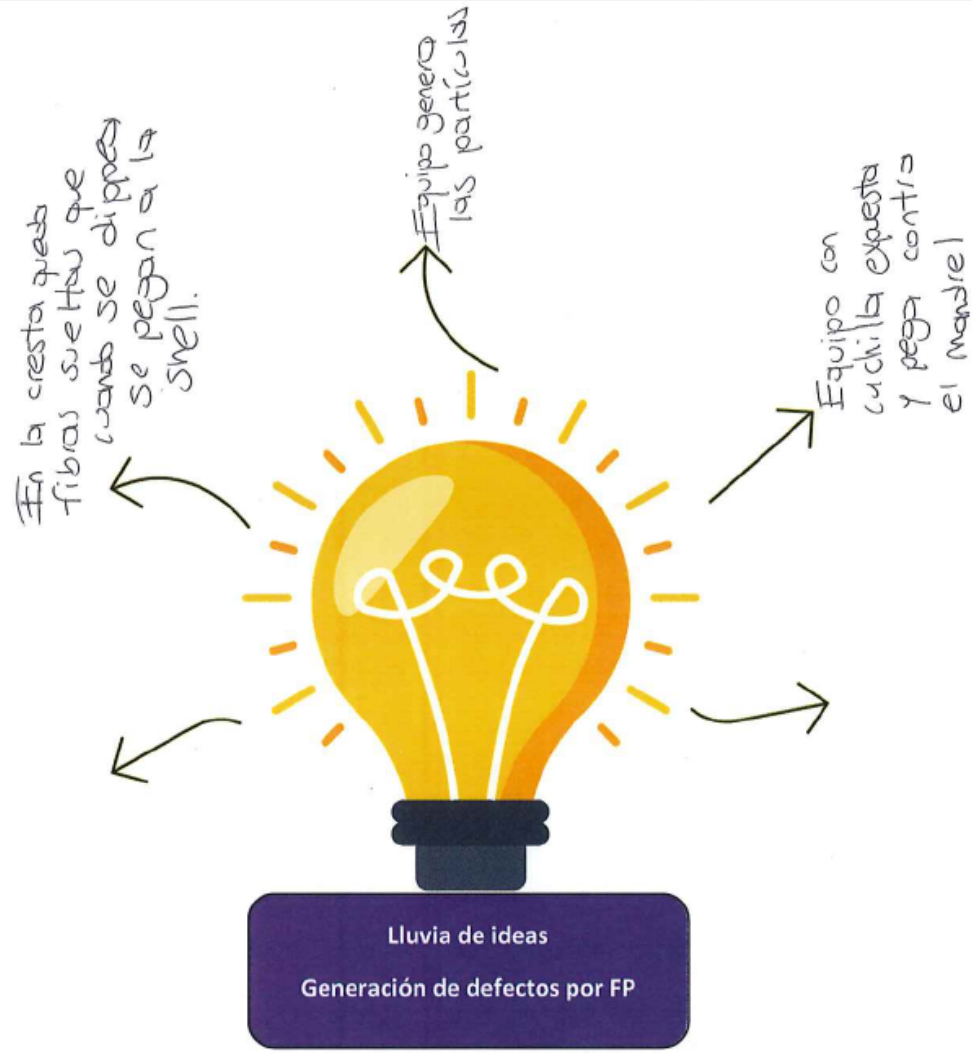 En la cresta queda
fibras sueltas que
cuando se dippea
se pegan a la
shell.
Equipo genera
las partículas
Equipo con
cuchilla expuesta
y pega contra
el mandrel
Lluvia de ideas
Generación de defectos por FP